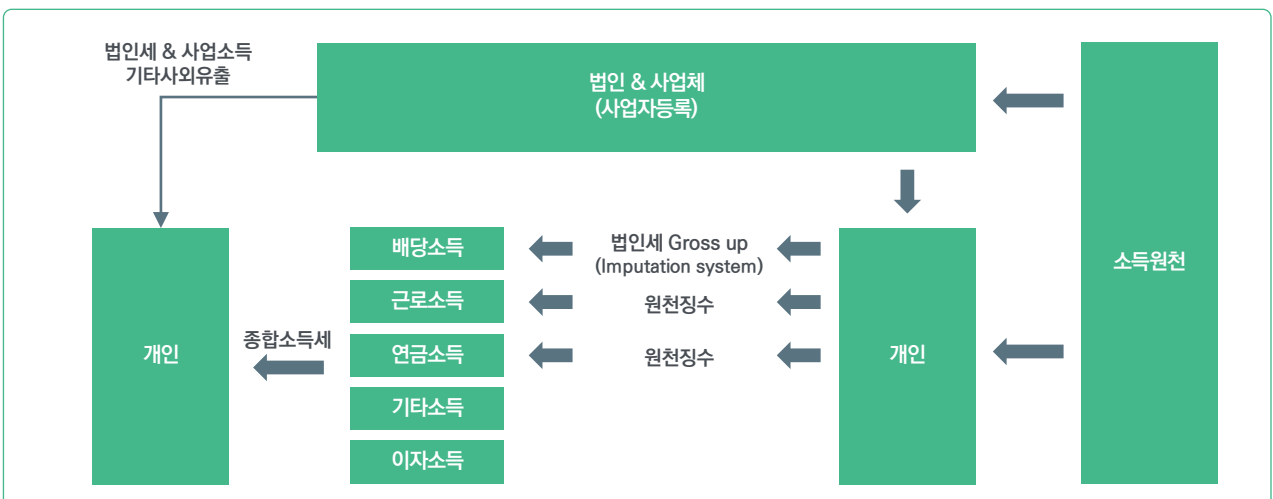 법인세 & 사업소득
기타사외유출
법인 & 사업체
(사업자등록)
소득원천
개인
종합소득세
배당소득
법인세 Gross up
(Imputation system)
근로소득
원천징수
연금소득
원천징수
기타소득
이자소득
개인